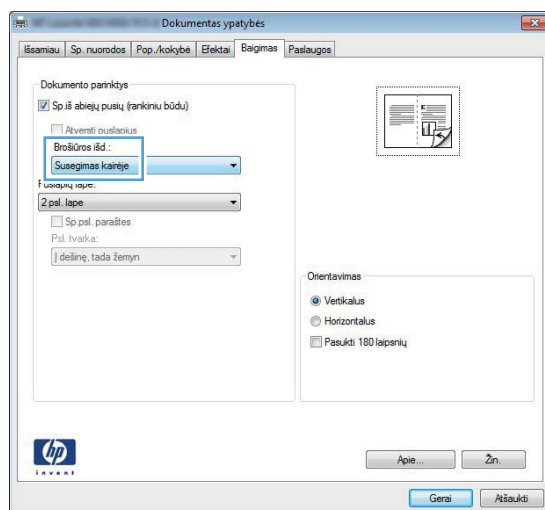 Dokumentas ypatybės
Išsamiau Sp. nuorodos Pop./kokybė Efektai Baigimas Paslaugos
Dokumento parinktys
Sp.iš abiejų pusių (rankiniu būdu)
Atversti puslapius
Brošiūros išd.:
Susegimas kairėje
Puslapių lape:
2 psl. lape
Sp.psl. paraštes
Psl. tvarka:
Į dešinę, tada žemyn
Orientavimas
Vertikalus
Horizontalus
Pasukti 180 laipsnių
hp
invent
Apie...
Žin.
Gerai
Atšaukti